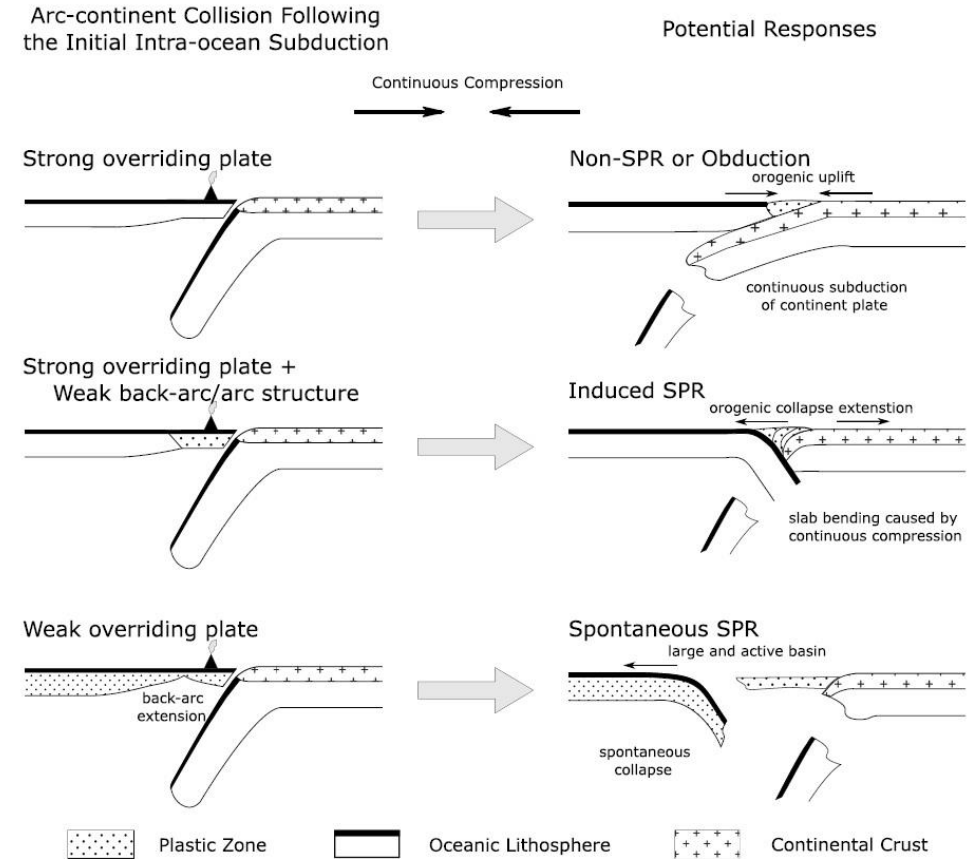 Arc-continent Collision Following
the Initial Intra-ocean Subduction
Potential Responses
Continuous Compression
Strong overriding plate
Non-SPR or Obduction
orogenic uplift
continuous subduction
of continent plate
Strong overriding plate +
Weak back-arc/arc structure
Induced SPR
orogenic collapse extenstion
slab bending caused by
continuous compression
Weak overriding plate
back-arc
extension
Spontaneous SPR
large and active basin
spontaneous
collapse
Plastic Zone
Oceanic Lithosphere
Continental Crust